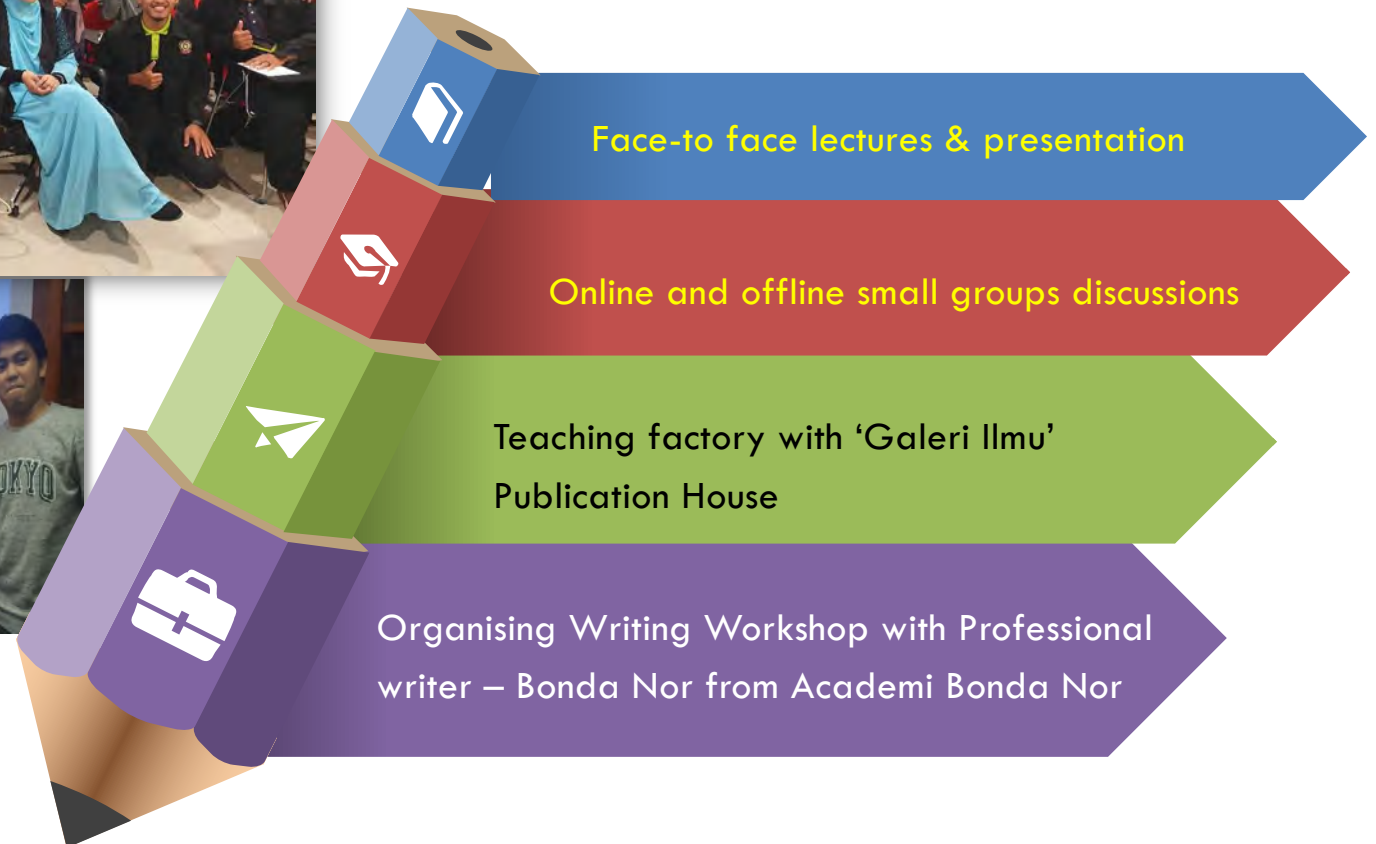 Face-to face lectures & presentation
Online and offline small groups discussions
Teaching factory with ‘Galeri Ilmu’
Publication House
Organising Writing Workshop with Professional
writer – Bonda Nor from Academi Bonda Nor